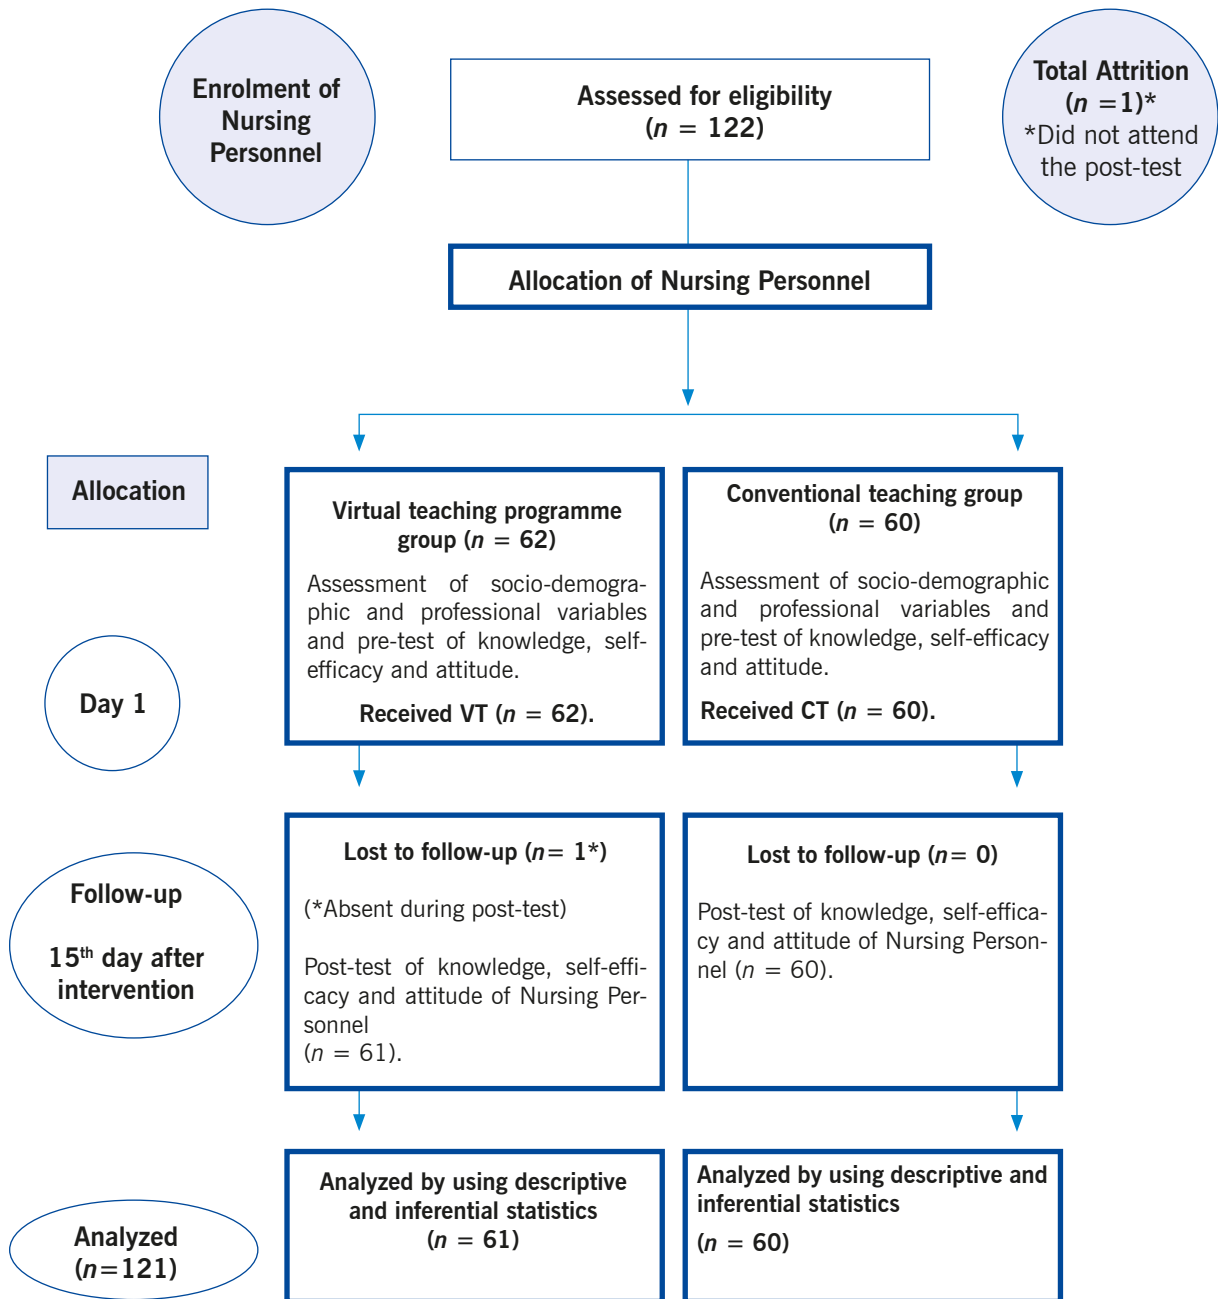 Enrolment of
Nursing
Personnel
Assessed for eligibility
(n = 122)
Total Attrition
(n =1)*
*Did not attend
the post-test
Allocation of Nursing Personnel
Allocation
Virtual teaching programme
group (n = 62)
Assessment of socio-demogra-
phic and professional variables
and pre-test of knowledge, self-
efficacy and attitude.
Received VT (n = 62).
Conventional teaching group
(n = 60)
Assessment of socio-demographic
and professional variables and
pre-test of knowledge, self-efficacy
and attitude.
Received CT (n = 60).
Day 1
Follow-up
15th day after
intervention
Lost to follow-up (n= 1*)
(*Absent during post-test)
Post-test of knowledge, self-effi-
cacy and attitude of Nursing Per-
sonnel
(n = 61).
Lost to follow-up (n= 0)
Post-test of knowledge, self-effica-
cy and attitude of Nursing Person-
nel (n = 60).
Analyzed
(n=121)
Analyzed by using descriptive
and inferential statistics
(n = 61)
Analyzed by using descriptive and
inferential statistics
(n = 60)